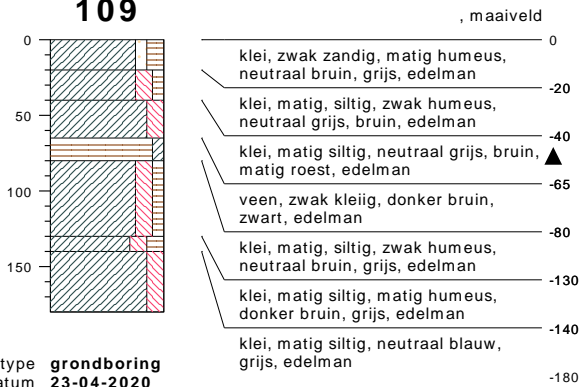 109
, maaiveld
0
0
klei, zwak zandig, matig humeus,
neutraal bruin, grijs, edelman
-20
klei, matig, siltig, zwak humeus,
neutraal grijs, bruin, edelman
50
-40
klei, matig siltig, neutraal grijs, bruin,
matig roest, edelman
-65
100
veen, zwak kleiig, donker bruin,
zwart, edelman
-80
klei, matig, siltig, zwak humeus,
neutraal bruin, grijs, edelman
150
-130
klei, matig siltig, matig humeus,
donker bruin, grijs, edelman
-140
klei, matig siltig, neutraal blauw,
grijs, edelman
-180
type grondboring
atum 23-04-2020